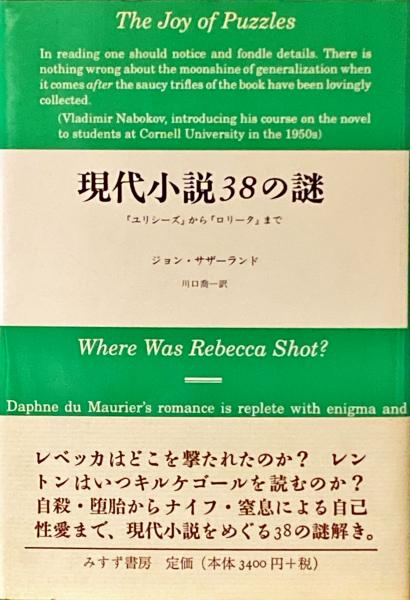 The Joy of Puzzles
In reading one should notice and fondle details. There is
nothing wrong about the moonshine of generalization when
it comes after the saucy trifles of the book have been lovingly
collected.
(Vladimir Nabokov, introducing his course on the novel
to students at Cornell University in the 1950s)
現代小説38の謎
『ユリシーズ』から『ロリータ』まで
ジョン・サザーランド
川口喬一訳
Where Was Rebecca Shot?
Daphne du Maurier's romance is replete with enigma and
レベッカはどこを撃たれたのか? レン
トンはいつキルケゴールを読むのか?
自殺・堕胎からナイフ・窒息による自己
性愛まで、現代小説をめぐる38の謎解き。
みすず書房 定価(本体3400円+税)